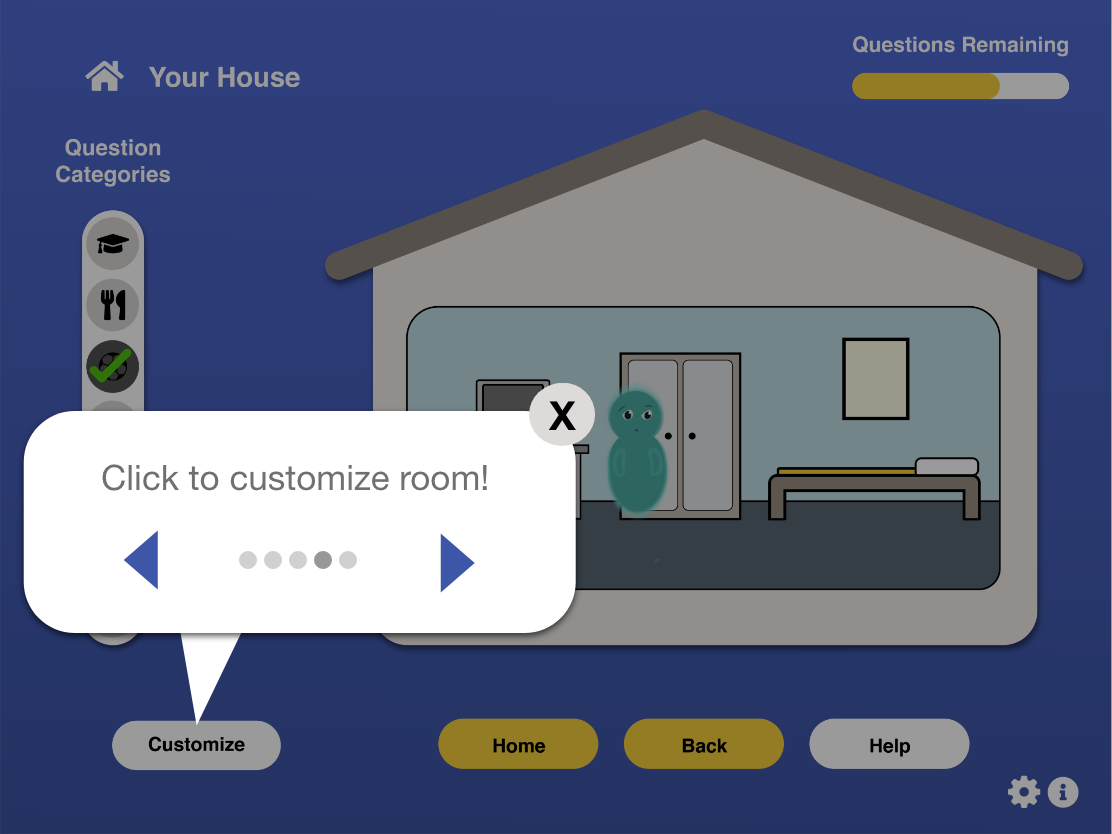 Questions Remaining
Your House
Question
Categories
X
Click to customize room!
Customize
Home
Back
Help